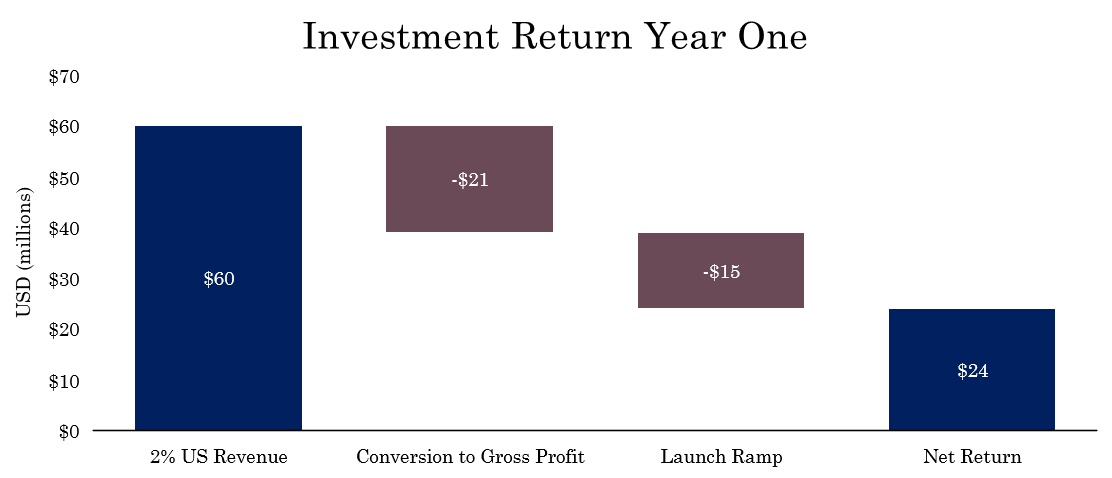 Investment Return Year One
$70
$60
$50
$40
$30
$20
$10
$0
USD (millions)
$60
-$21
-$15
$24
2% US Revenue
Conversion to Gross Profit
Launch Ramp
Net Return